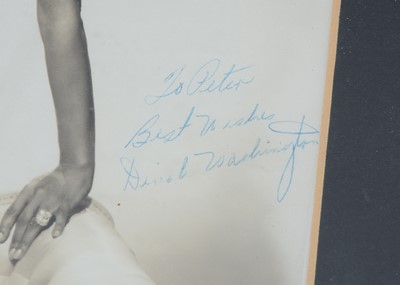 To Peter
Best Wishes
Dinah Washington